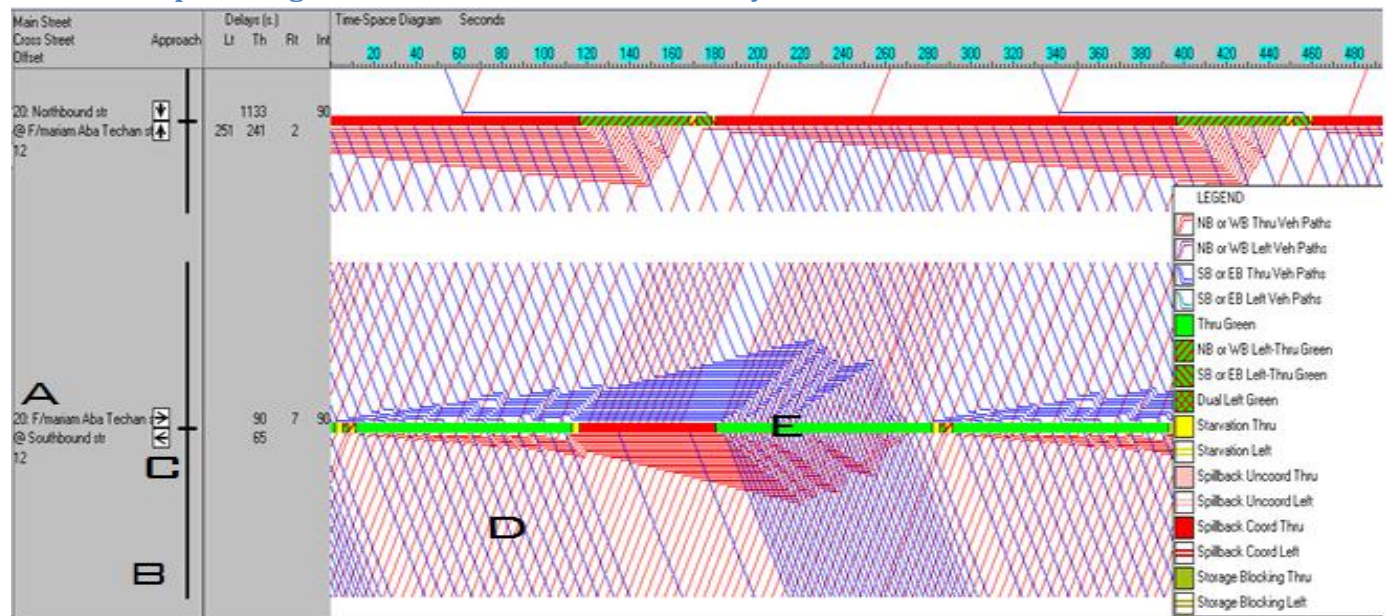 Main Street Delays (s.) Time-Space Diagram Seconds
Cross Street Approach Lt Th Rt Int
Offset 20 40 60 80 100 120 140 160 180 200 220 240 260 280 300 320 340 360 380 400 420 440 460 480
20: Northbound str 1133 90
@ F/mariam Aba Techan st 251 241 2
12
LEGEND
NB or WB Thru Veh Paths
NB or WB Left Veh Paths
SB or EB Thru Veh Paths
SB or EB Left Veh Paths
Thru Green
NB or WB Left-Thru Green
SB or EB Left-Thru Green
Dual Left Green
Starvation Thru
Starvation Left
Spillback Uncoord Thru
Spillback Uncoord Left
Spillback Coord Thru
Spillback Coord Left
Storage Blocking Thru
Storage Blocking Left
A
20: F/mariam Aba Techan 90 7 90
@ Southbound str 65
12
C
B
D
E